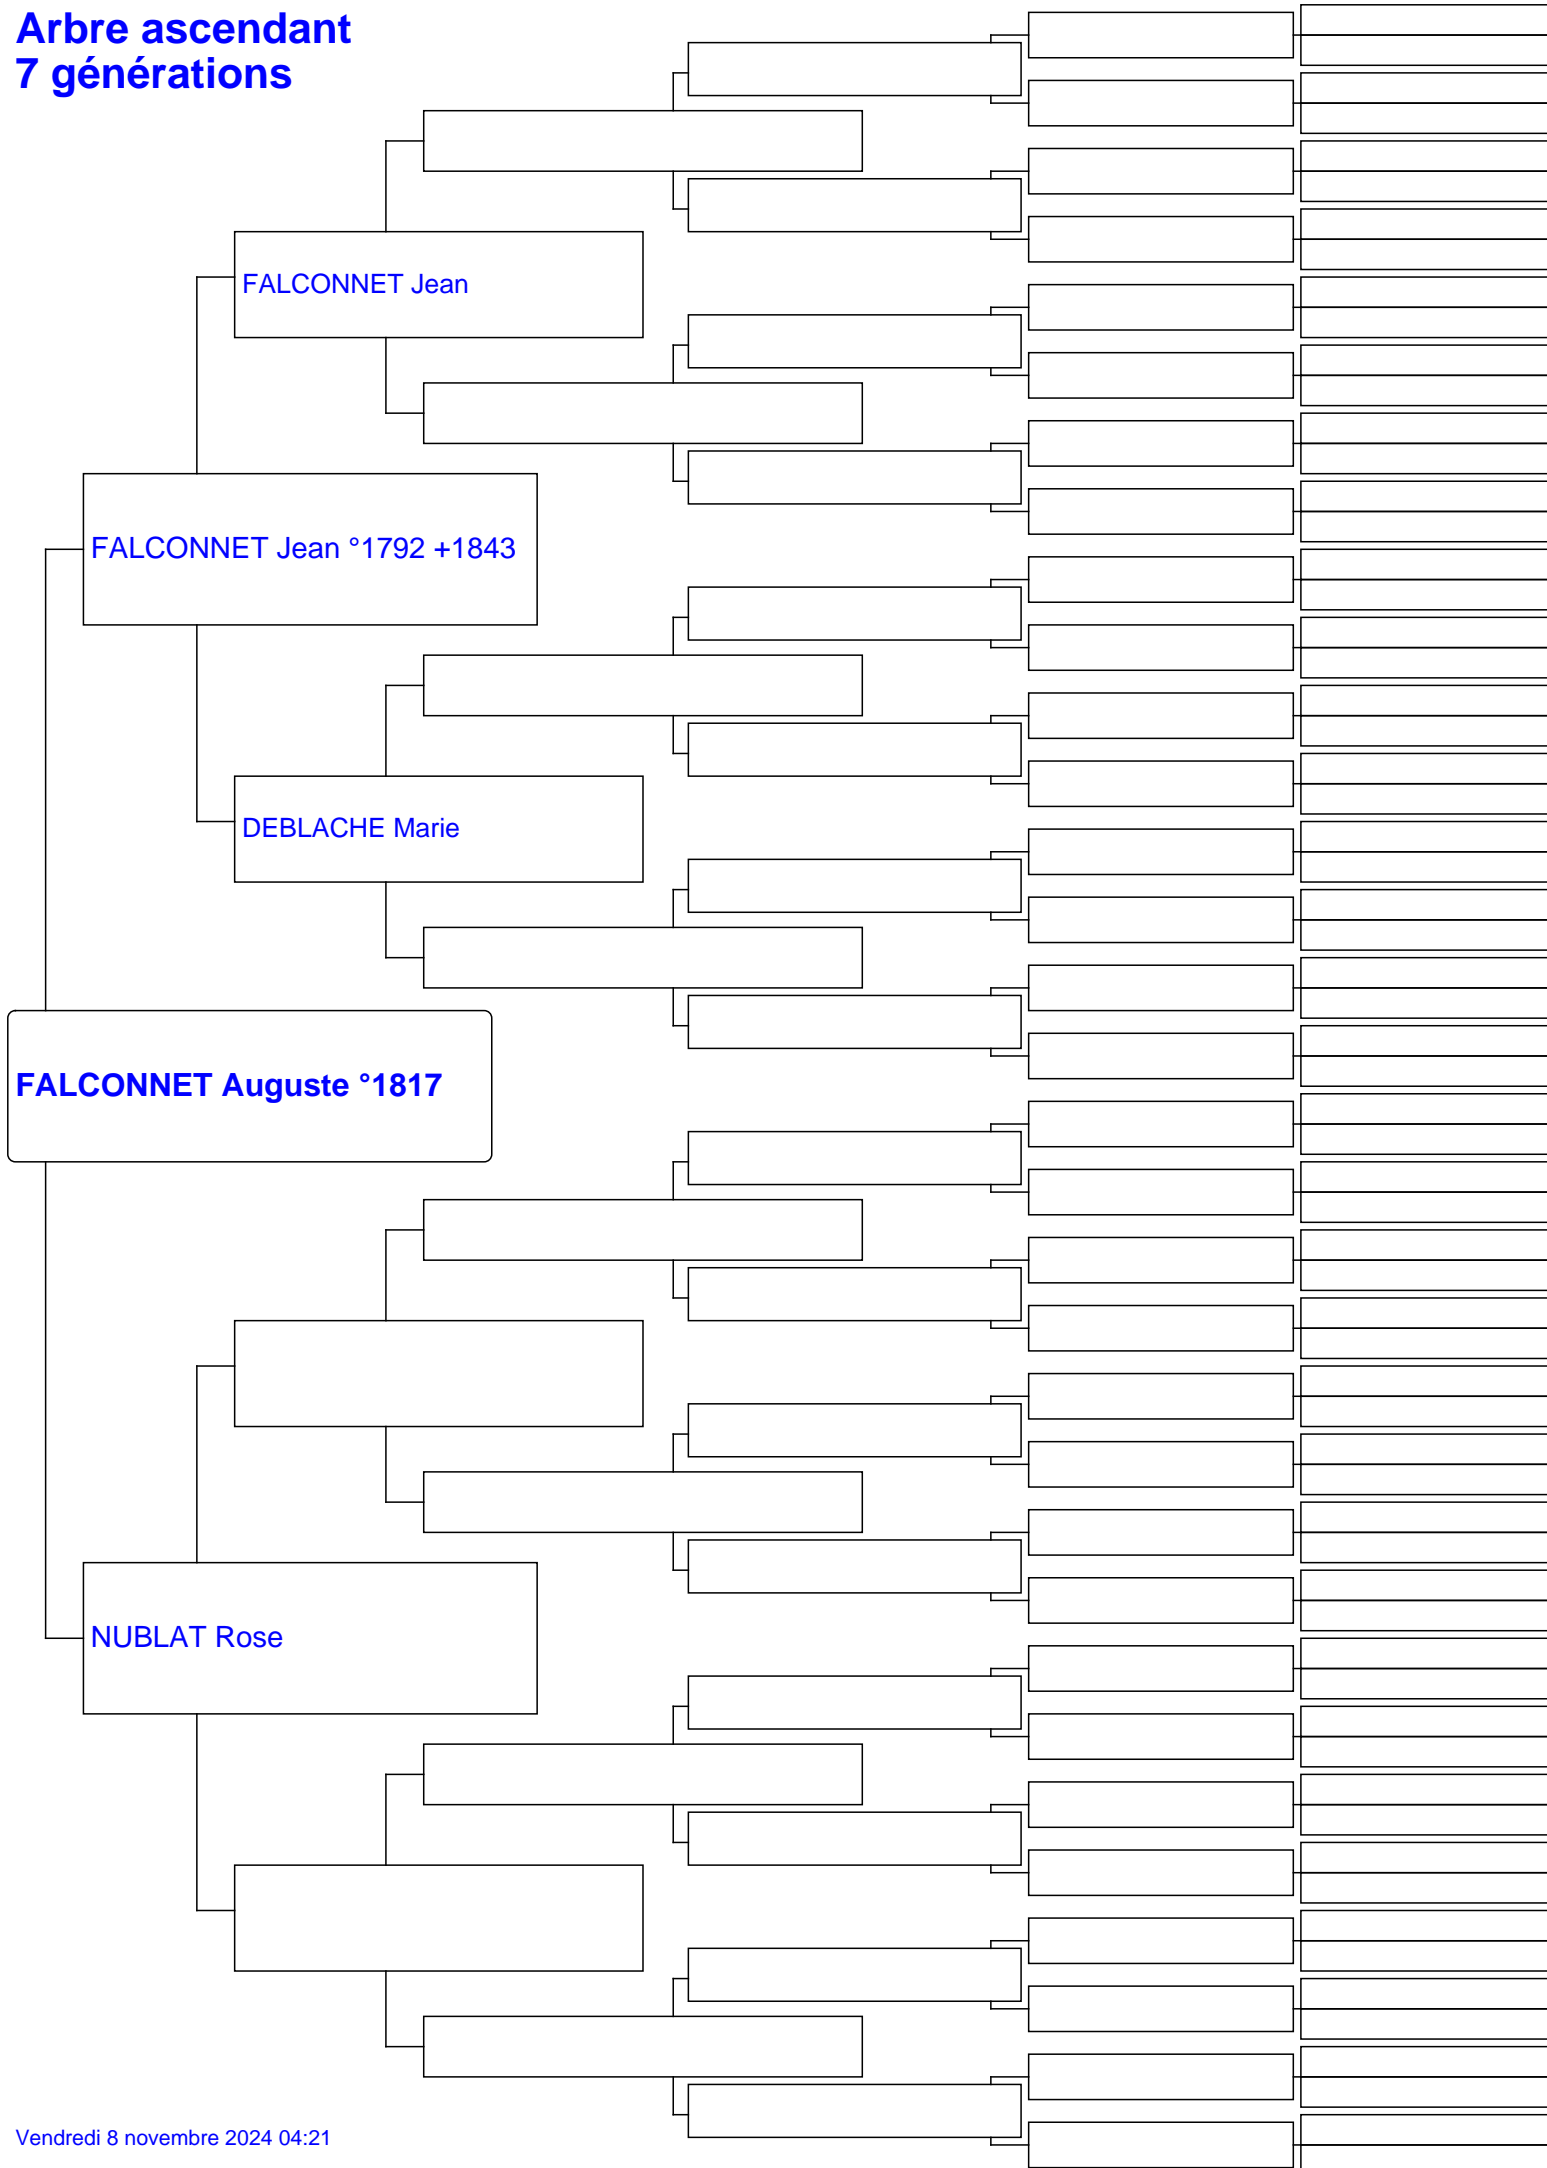 Arbre ascendant
7 générations
FALCONNET Jean
FALCONNET Jean °1792 +1843
DEBLACHE Marie
FALCONNET Auguste °1817
NUBLAT Rose
Vendredi 8 novembre 2024 04:21